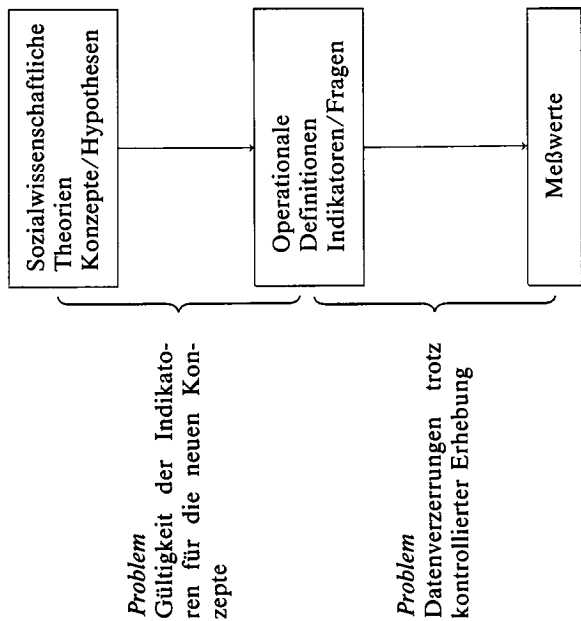 Sozialwissenschaftliche
Theorien
Konzepte/Hypothesen
Problem
Gültigkeit der Indikato-
ren für die neuen Kon-
zepte
Operationale
Definitionen
Indikatoren/Fragen
Problem
Datenverzerrungen trotz
kontrollierter Erhebung
Meßwerte